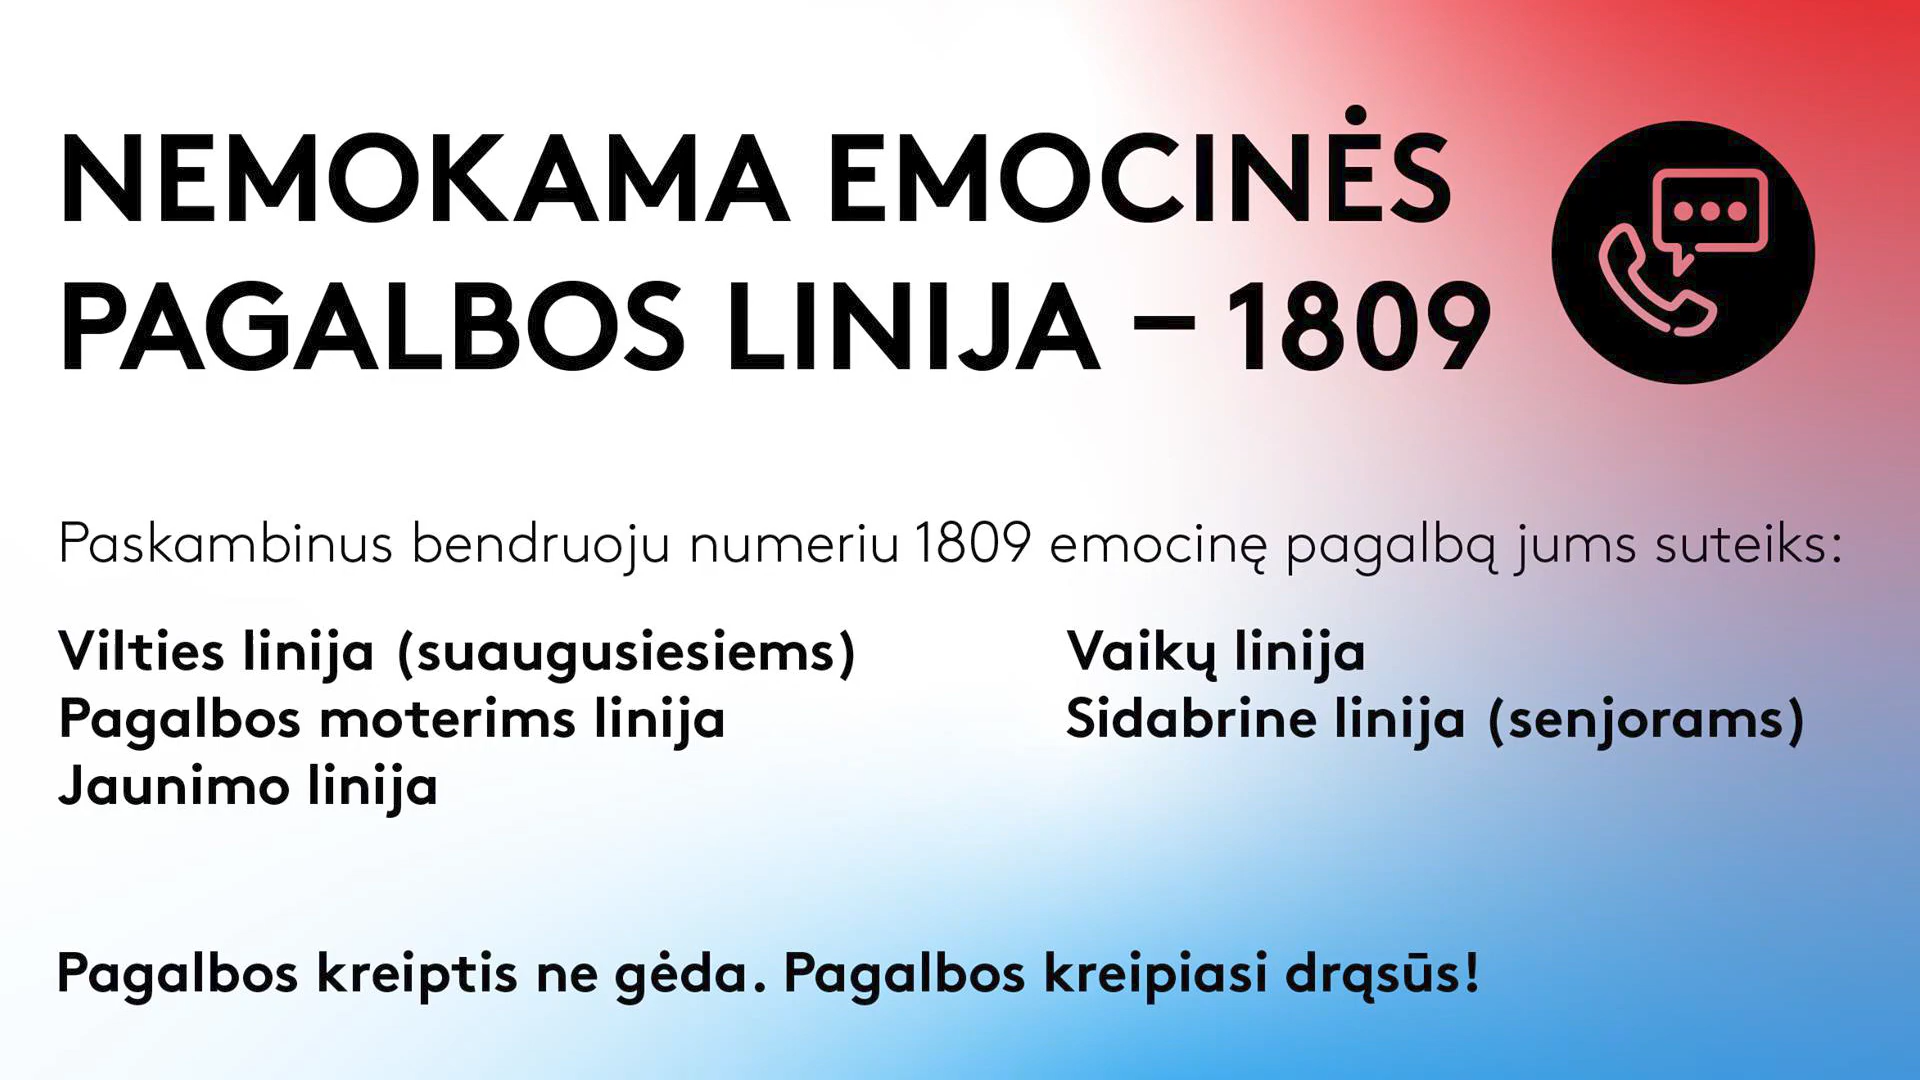 NEMOKAMA EMOCINĖS
PAGALBOS LINIJA – 1809
Paskambinus bendruoju numeriu 1809 emocinę pagalbą jums suteiks:
Vilties linija (suaugusiesiems)
Pagalbos moterims linija
Jaunimo linija
Vaikų linija
Sidabrine linija (senjorams)
Pagalbos kreiptis ne gėda. Pagalbos kreipiasi drąsūs!